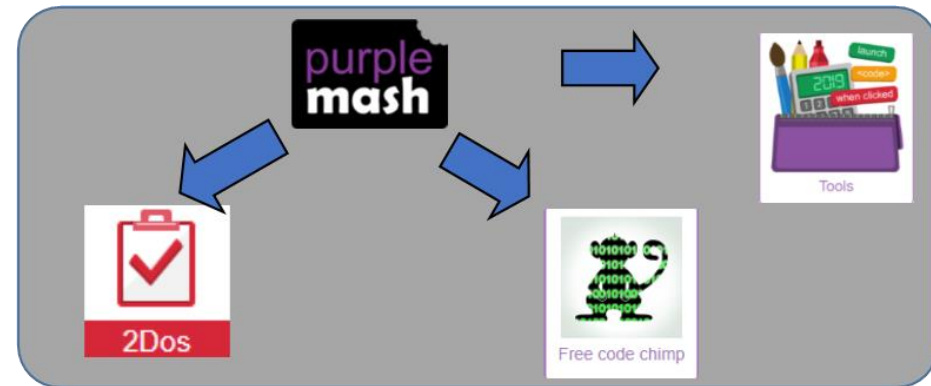 purple
mash
launch
<code>
2019
when clicked
Tools
2Dos
Free code chimp